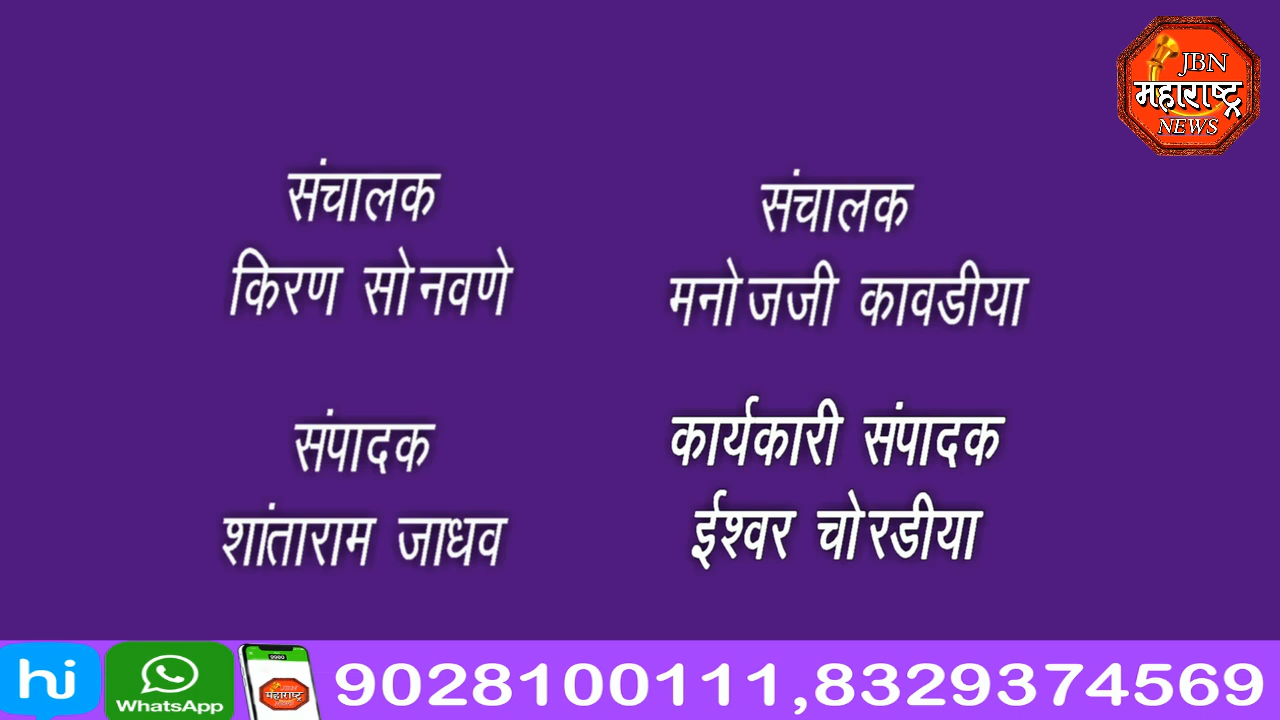 JBN
महाराष्ट्र
NEWS
संचालक
किरण सोनवणे
संचालक
मनोजजी कावडीया
संपादक
शांताराम जाधव
कार्यकारी संपादक
ईश्वर चोरडीया
hi
WhatsApp
महाराष्ट्र
9028100111,8329374569